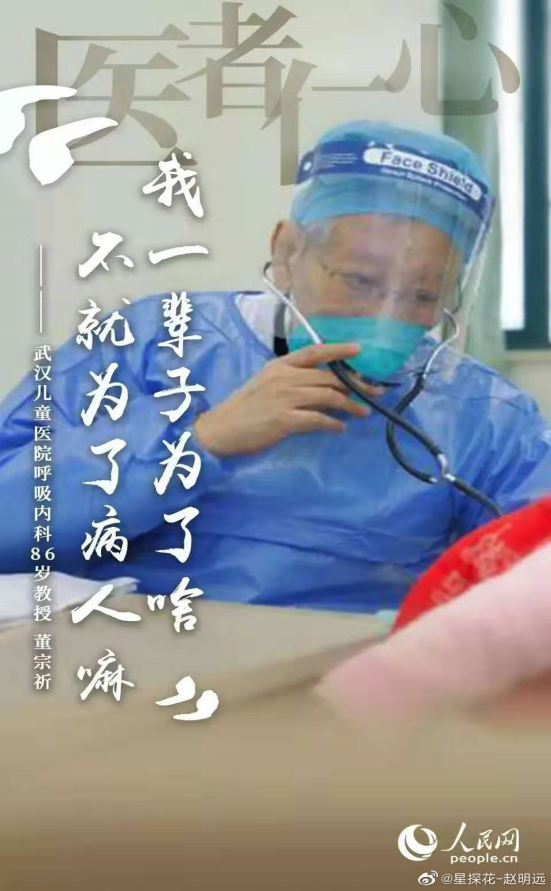 医者仁心
Face Shield
“我一辈子为了啥
不就为了病人嘛”
——武汉儿童医院呼吸内科86岁教授 董宗祈
人民网
people.cn
@星探花-赵明远